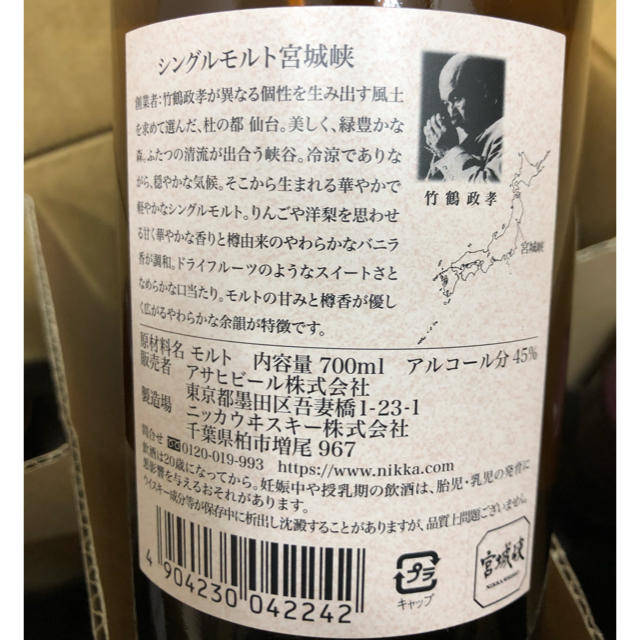 シングルモルト宮城峡
創業者:竹鶴政孝が異なる個性を生み出す風土
を求めて選んだ、杜の都 仙台。美しく、緑豊かな
森。ふたつの清流が出合う峡谷。冷涼でありな
がら、穏やかな気候。そこから生まれる華やかで
軽やかなシングルモルト。りんごや洋梨を思わせ
る甘く華やかな香りと樽由来のやわらかなバニラ
香が調和。ドライフルーツのようなスイートさと
なめらかな口当たり。モルトの甘みと樽香が優し
く広がるやわらかな余韻が特徴です。
竹鶴政孝
宮城峡
原材料名 モルト 内容量 700ml アルコール分 45%
販売者 アサヒビール株式会社
東京都墨田区吾妻橋1-23-1
製造場 ニッカウヰスキー株式会社
千葉県柏市増尾 967
問合せ 0120-019-993 https://www.nikka.com
飲酒は20歳になってから。妊娠中や授乳期の飲酒は、胎児・乳児の発育に
悪影響を与えるおそれがあります。
ウイスキー成分等が保存中に析出し沈澱することがありますが、品質上問題ございません。
4 904230 042242
プラ
キャップ
宮城峡
NIKKA WHISKY